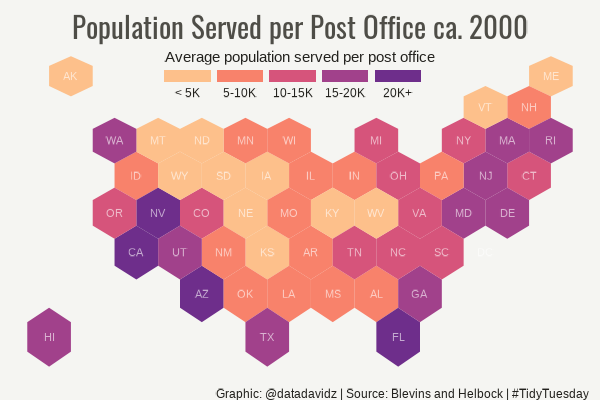 Population Served per Post Office ca. 2000
Average population served per post office
< 5K 5-10K 10-15K 15-20K 20K+
AK ME
VT NH
WA MT ND MN WI MI NY MA RI
ID WY SD IA IL IN OH PA NJ CT
OR NV CO NE MO KY WV VA MD DE
CA UT NM KS AR TN NC SC DC
AZ OK LA MS AL GA
HI TX FL
Graphic: @datadavidz | Source: Blevins and Helbock | #TidyTuesday